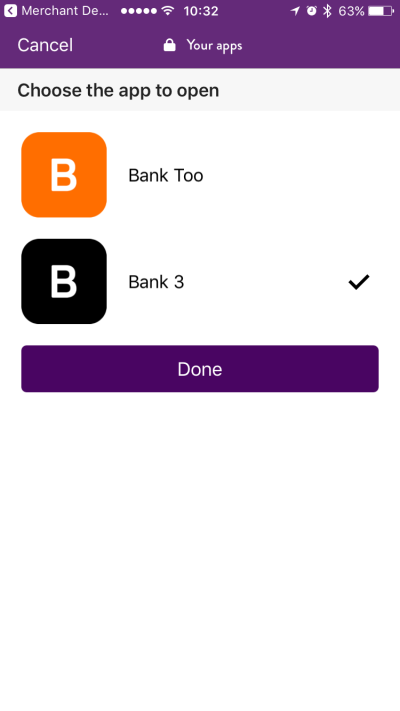 Merchant De... 10:32 63%
Cancel Your apps
Choose the app to open
B Bank Too
B Bank 3
Done